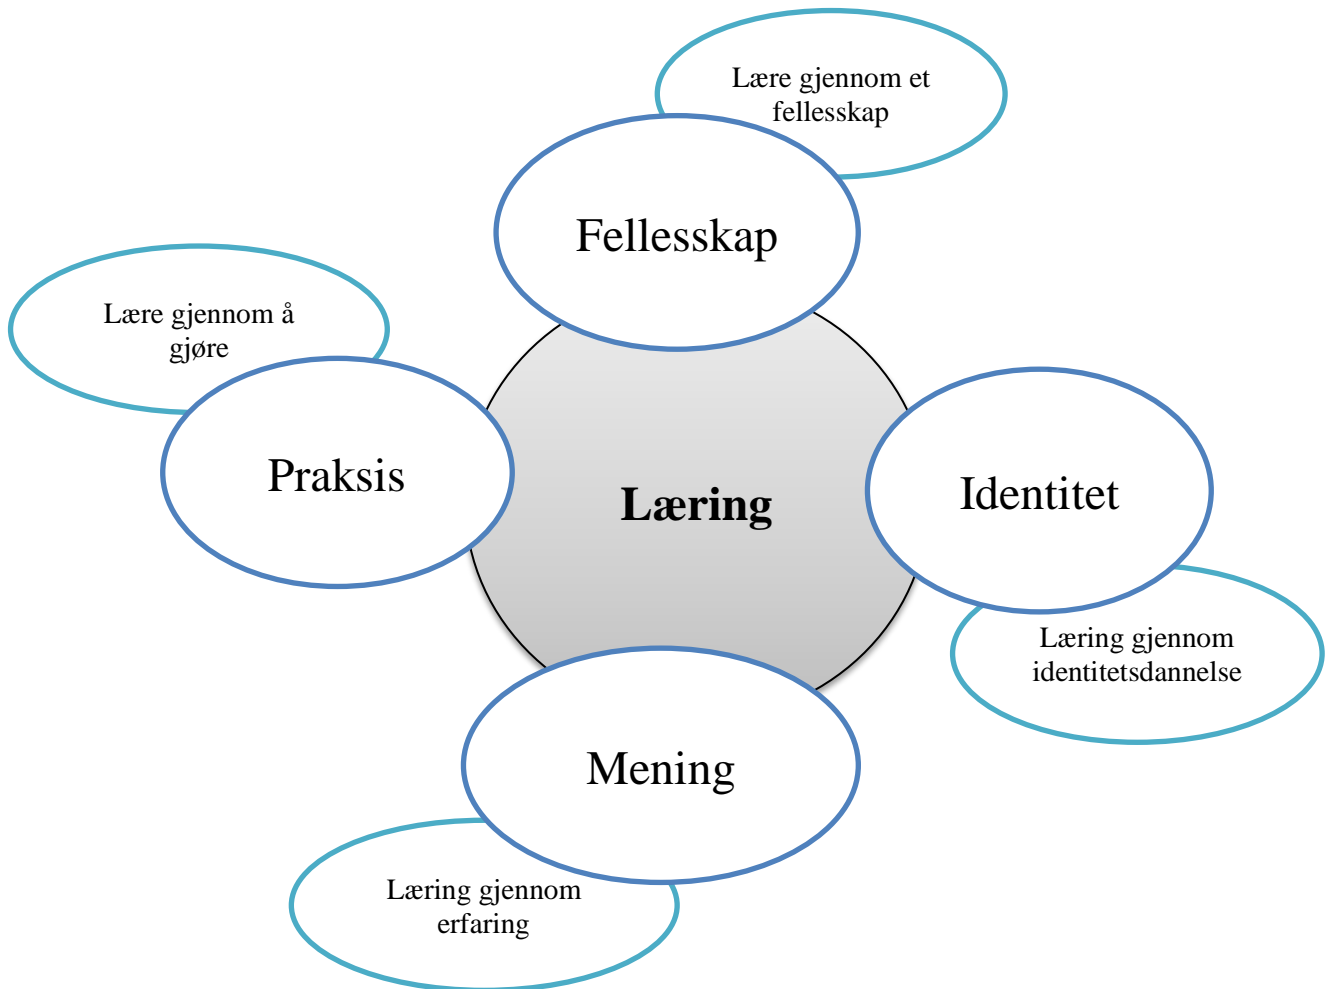 Lære gjennom et
fellesskap
Fellesskap
Lære gjennom å
gjøre
Praksis
Læring
Identitet
Læring gjennom
identitetsdannelse
Mening
Læring gjennom
erfaring